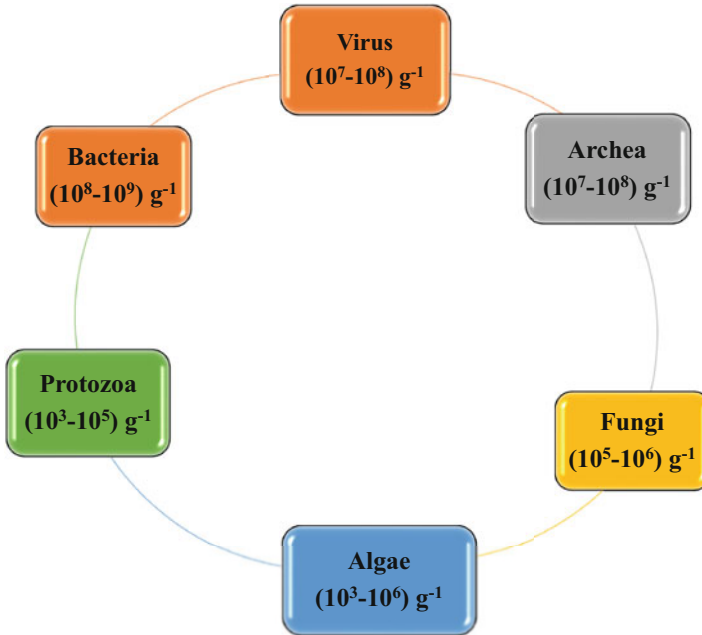 Virus
(10⁷-10⁸) g⁻¹
Archea
(10⁷-10⁸) g⁻¹
Fungi
(10⁵-10⁶) g⁻¹
Algae
(10³-10⁶) g⁻¹
Protozoa
(10³-10⁵) g⁻¹
Bacteria
(10⁸-10⁹) g⁻¹